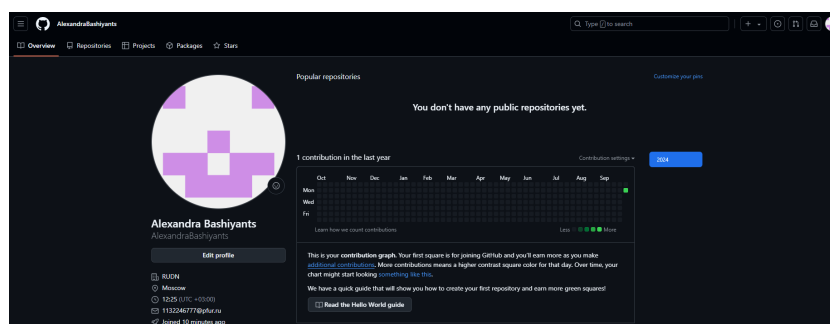 AlexandraBashiyants
Type / to search
Overview
Repositories
Projects
Packages
Stars
Popular repositories
Customize your pins
You don't have any public repositories yet.
1 contribution in the last year
Contribution settings
2024
Oct Nov Dec Jan Feb Mar Apr May Jun Jul Aug Sep
Mon
Wed
Fri
Learn how we count contributions
Less
More
Alexandra Bashiyants
AlexandraBashiyants
Edit profile
RUDN
Moscow
12:25 (UTC +03:00)
1132246777@pfur.ru
Joined 10 minutes ago
This is your contribution graph. Your first square is for joining GitHub and you'll earn more as you make
additional contributions. More contributions means a higher contrast square color for that day. Over time, your
chart might start looking something like this.
We have a quick guide that will show you how to create your first repository and earn more green squares!
Read the Hello World guide